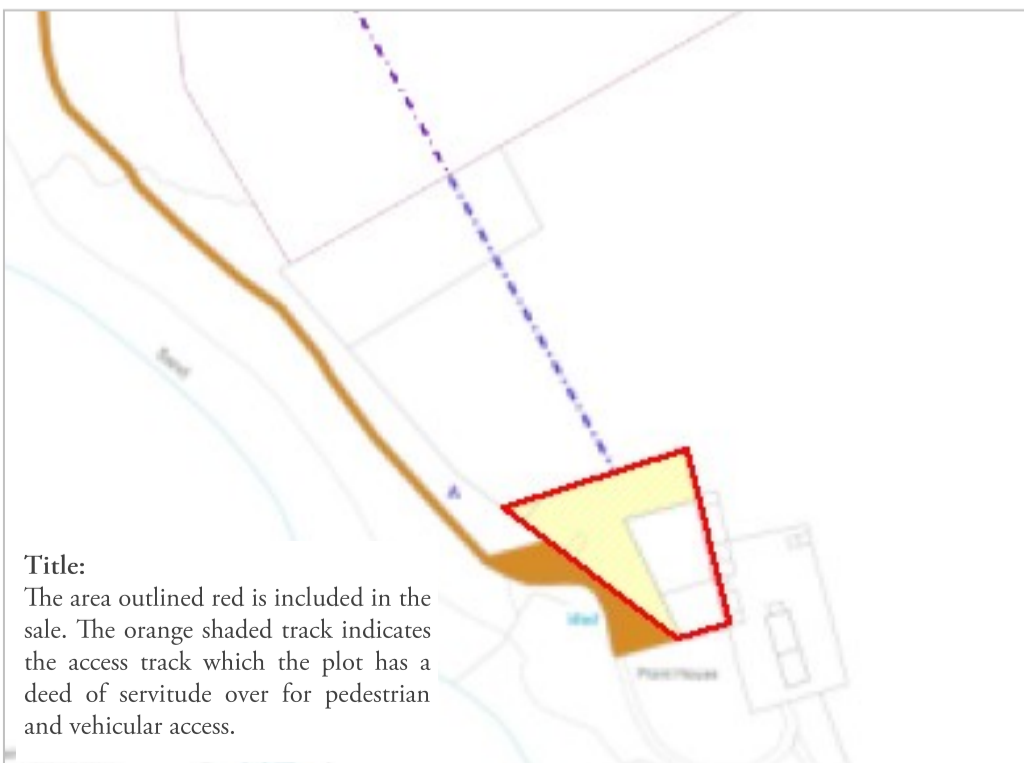 Sand
Title:
The area outlined red is included in the
sale. The orange shaded track indicates
the access track which the plot has a
deed of servitude over for pedestrian
and vehicular access.